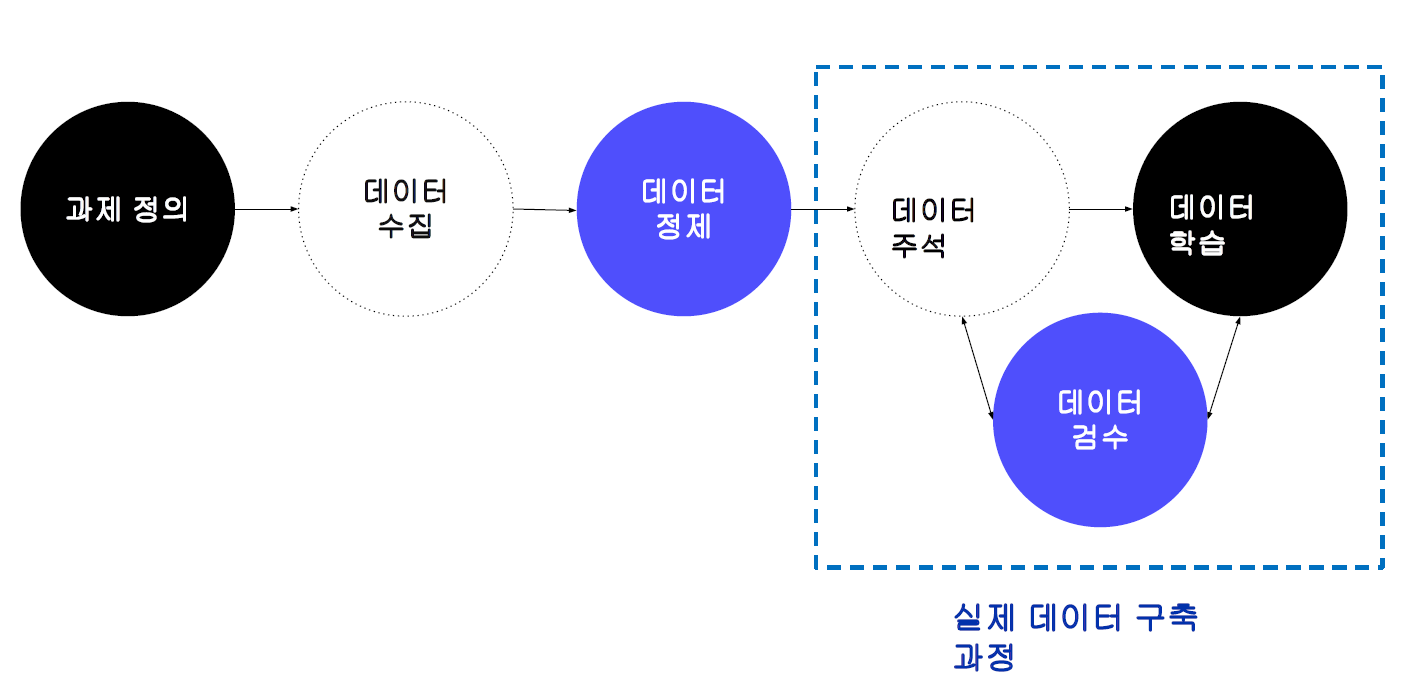 과제 정의
데이터
수집
데이터
정제
데이터
주석
데이터
학습
데이터
검수
실제 데이터 구축
과정